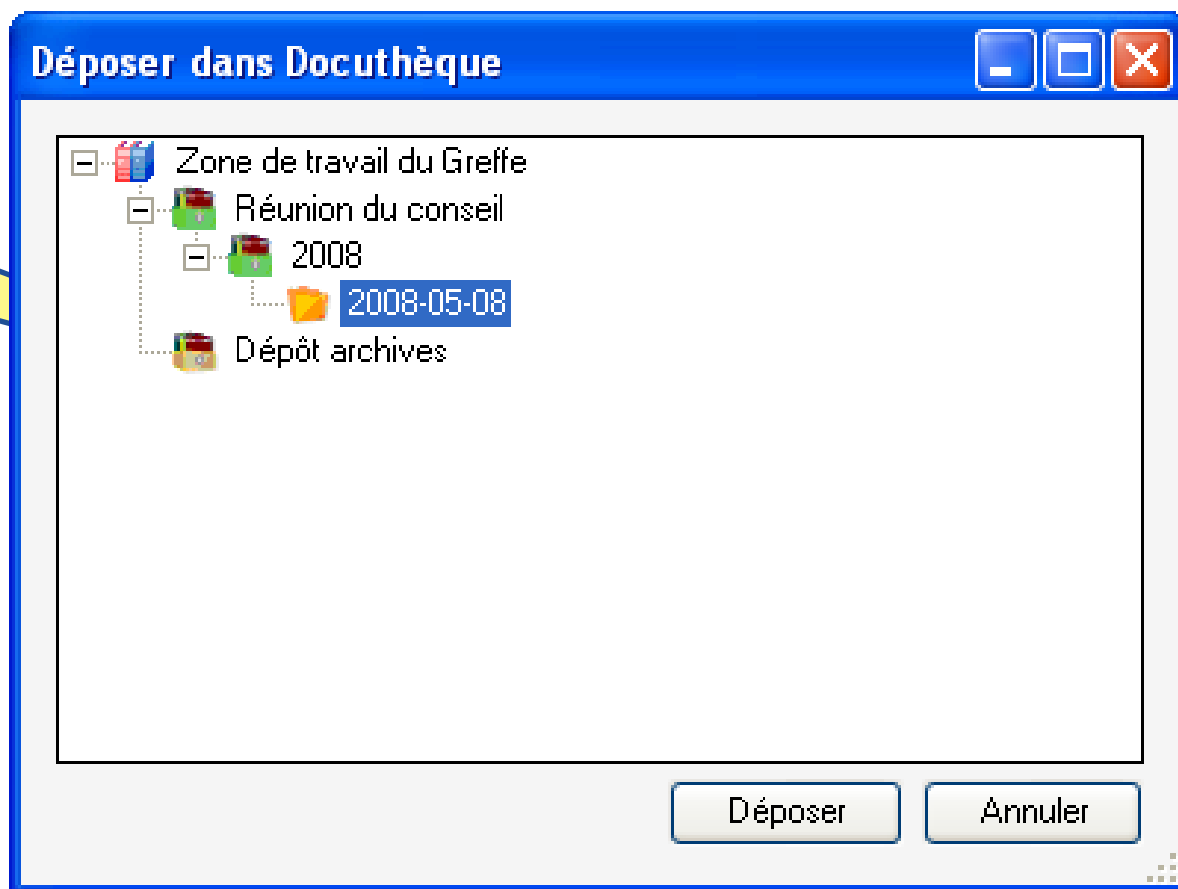 Déposer dans Docuthèque
Zone de travail du Greffe
Réunion du conseil
2008
2008-05-08
Dépôt archives
Déposer Annuler